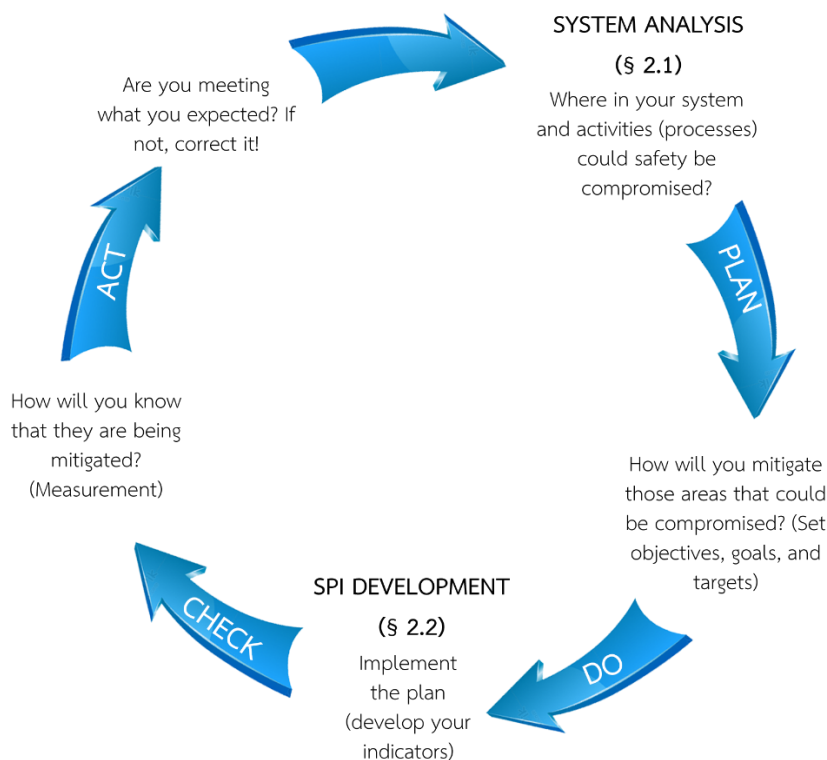 SYSTEM ANALYSIS
(§ 2.1)
Where in your system
and activities (processes)
could safety be
compromised?
PLAN
How will you mitigate
those areas that could
be compromised? (Set
objectives, goals, and
targets)
DO
SPI DEVELOPMENT
(§ 2.2)
Implement
the plan
(develop your
indicators)
CHECK
How will you know
that they are being
mitigated?
(Measurement)
ACT
Are you meeting
what you expected? If
not, correct it!